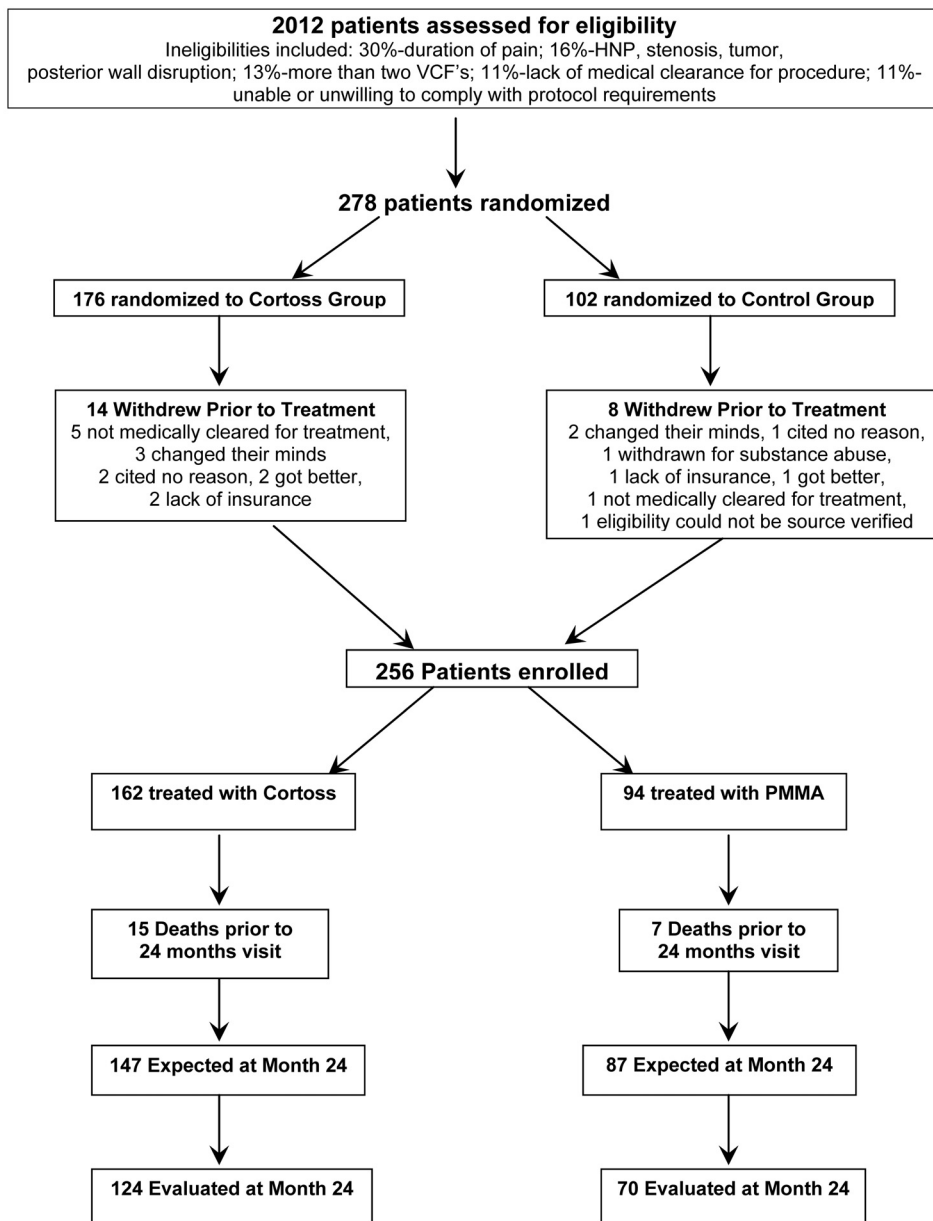 2012 patients assessed for eligibility
Ineligibilities included: 30%-duration of pain; 16%-HNP, stenosis, tumor,
posterior wall disruption; 13%-more than two VCF's; 11%-lack of medical clearance for procedure; 11%-
unable or unwilling to comply with protocol requirements
278 patients randomized
176 randomized to Cortoss Group
102 randomized to Control Group
14 Withdrew Prior to Treatment
5 not medically cleared for treatment,
3 changed their minds
2 cited no reason, 2 got better,
2 lack of insurance
8 Withdrew Prior to Treatment
2 changed their minds, 1 cited no reason,
1 withdrawn for substance abuse,
1 lack of insurance, 1 got better,
1 not medically cleared for treatment,
1 eligibility could not be source verified
256 Patients enrolled
162 treated with Cortoss
94 treated with PMMA
15 Deaths prior to
24 months visit
7 Deaths prior to
24 months visit
147 Expected at Month 24
87 Expected at Month 24
124 Evaluated at Month 24
70 Evaluated at Month 24